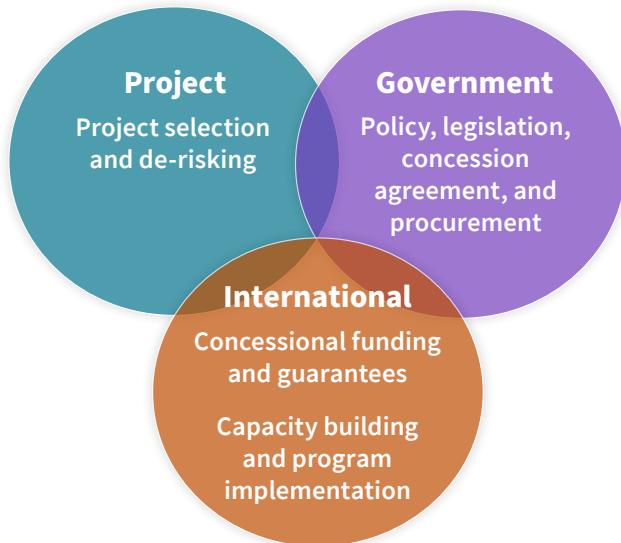 Project
Project selection
and de-risking
Government
Policy, legislation,
concession
agreement, and
procurement
International
Concessional funding
and guarantees
Capacity building
and program
implementation